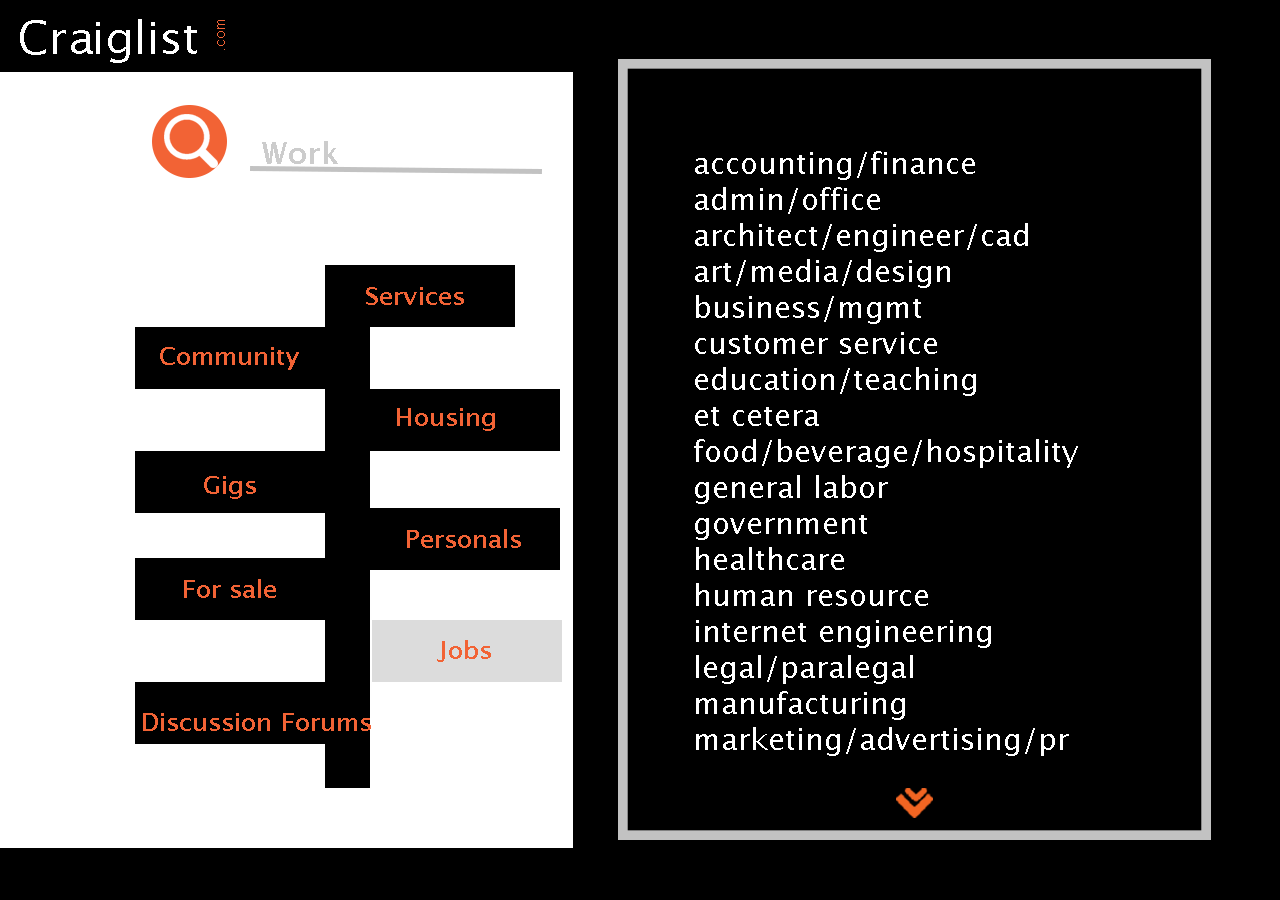 Craiglist .com
Work
Services
Community
Housing
Gigs
Personals
For sale
Jobs
Discussion Forums
accounting/finance
admin/office
architect/engineer/cad
art/media/design
business/mgmt
customer service
education/teaching
et cetera
food/beverage/hospitality
general labor
government
healthcare
human resource
internet engineering
legal/paralegal
manufacturing
marketing/advertising/pr